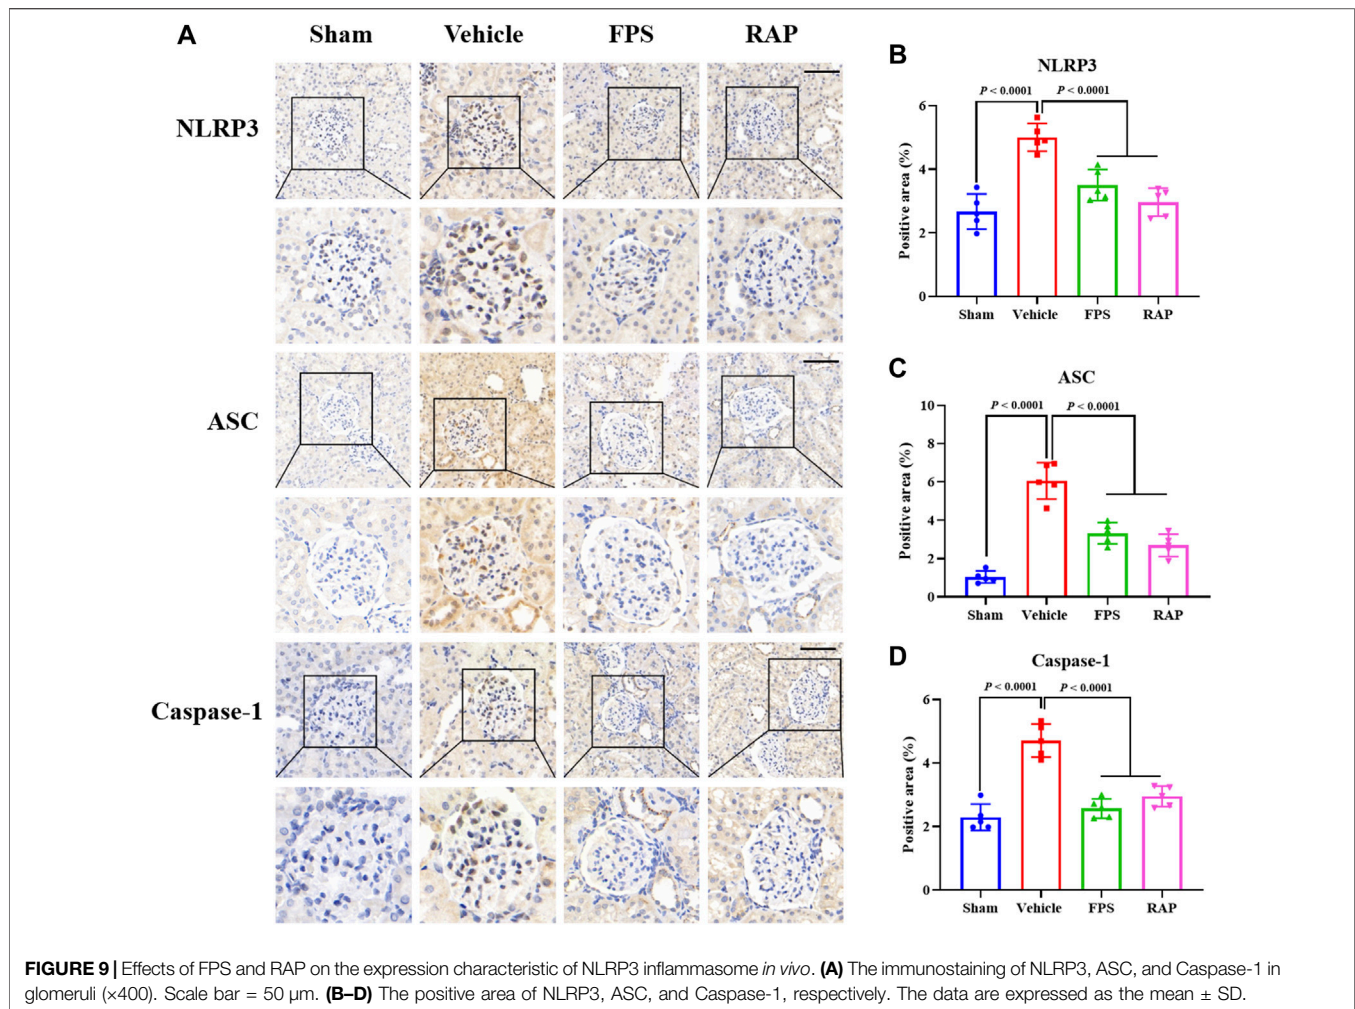 A
Sham Vehicle FPS RAP
NLRP3
ASC
Caspase-1
B
NLRP3
P < 0.0001 P < 0.0001
Positive area (%)
6
4
2
0
Sham Vehicle FPS RAP
C
ASC
P < 0.0001 P < 0.0001
Positive area (%)
10
8
6
4
2
0
Sham Vehicle FPS RAP
D
Caspase-1
P < 0.0001 P < 0.0001
Positive area (%)
6
4
2
0
Sham Vehicle FPS RAP
FIGURE 9 | Effects of FPS and RAP on the expression characteristic of NLRP3 inflammasome in vivo. (A) The immunostaining of NLRP3, ASC, and Caspase-1 in
glomeruli (×400). Scale bar = 50 μm. (B–D) The positive area of NLRP3, ASC, and Caspase-1, respectively. The data are expressed as the mean ± SD.